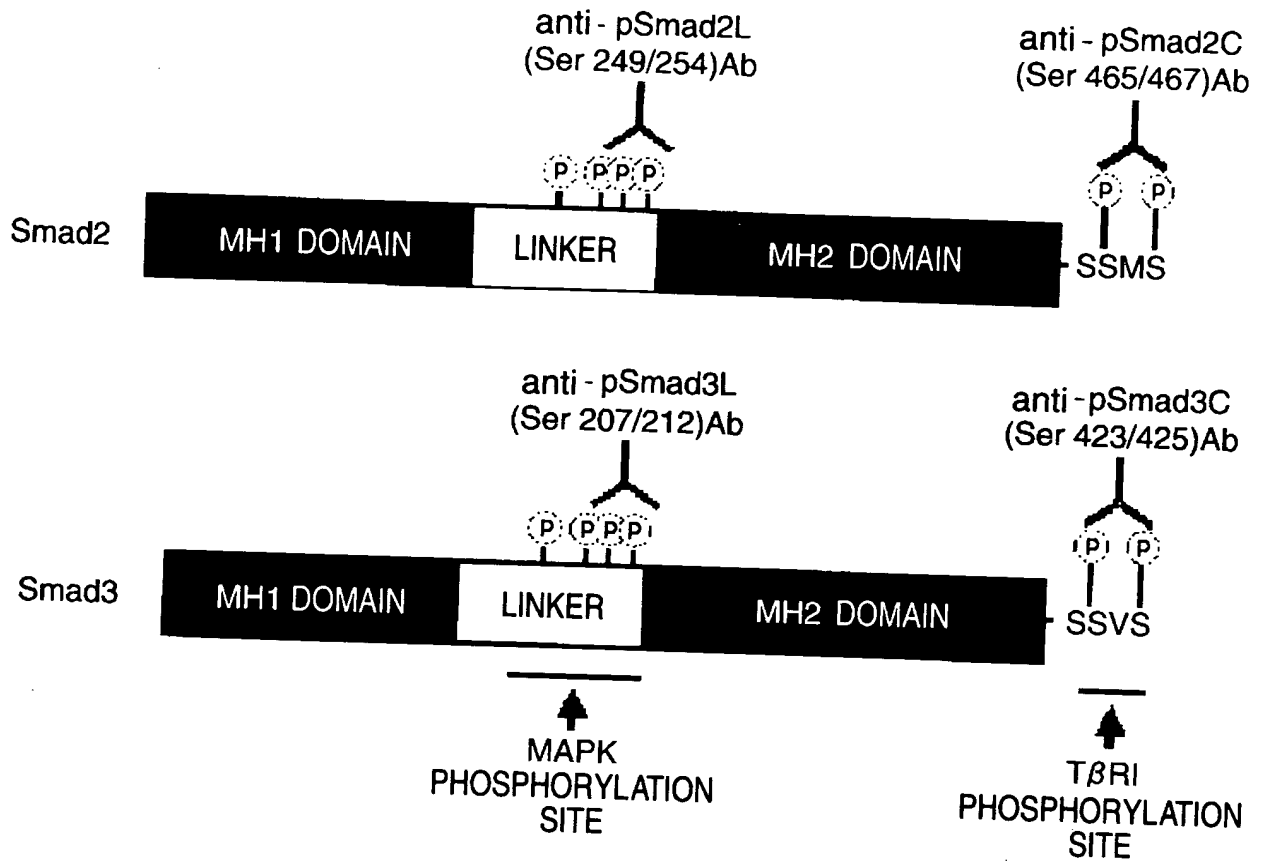 anti - pSmad2L
(Ser 249/254)Ab
anti - pSmad2C
(Ser 465/467)Ab
P P P P
P P
Smad2
MH1 DOMAIN
LINKER
MH2 DOMAIN
SSMS
anti - pSmad3L
(Ser 207/212)Ab
anti - pSmad3C
(Ser 423/425)Ab
P P P P
P P
Smad3
MH1 DOMAIN
LINKER
MH2 DOMAIN
SSVS
MAPK
PHOSPHORYLATION
SITE
TβRI
PHOSPHORYLATION
SITE